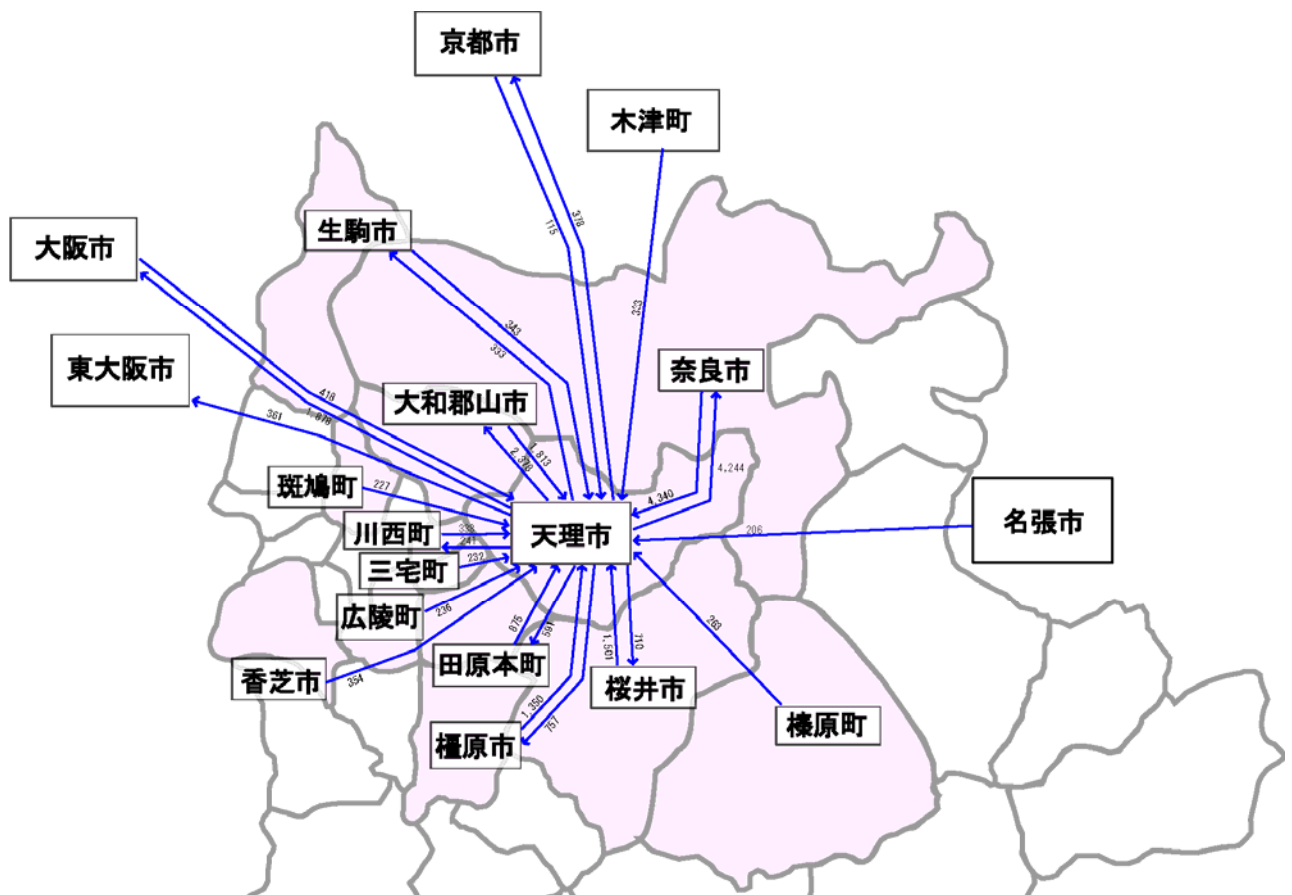 京都市
木津町
378
115
生駒市
大阪市
343
333
東大阪市
奈良市
大和郡山市
418
1,878
361
1,813
4,244
4,340
斑鳩町
227
川西町
241
天理市
206
名張市
三宅町
232
広陵町
236
875
591
263
香芝市
354
田原本町
1,501
710
桜井市
榛原町
1,350
757
橿原市